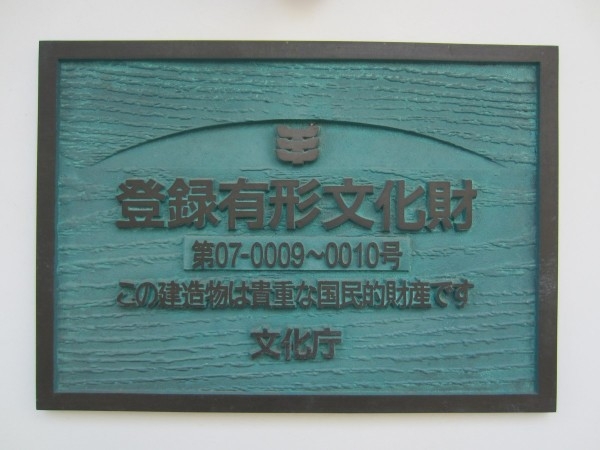 登録有形文化財
第07-0009～0010号
この建造物は貴重な国民的財産です
文化庁